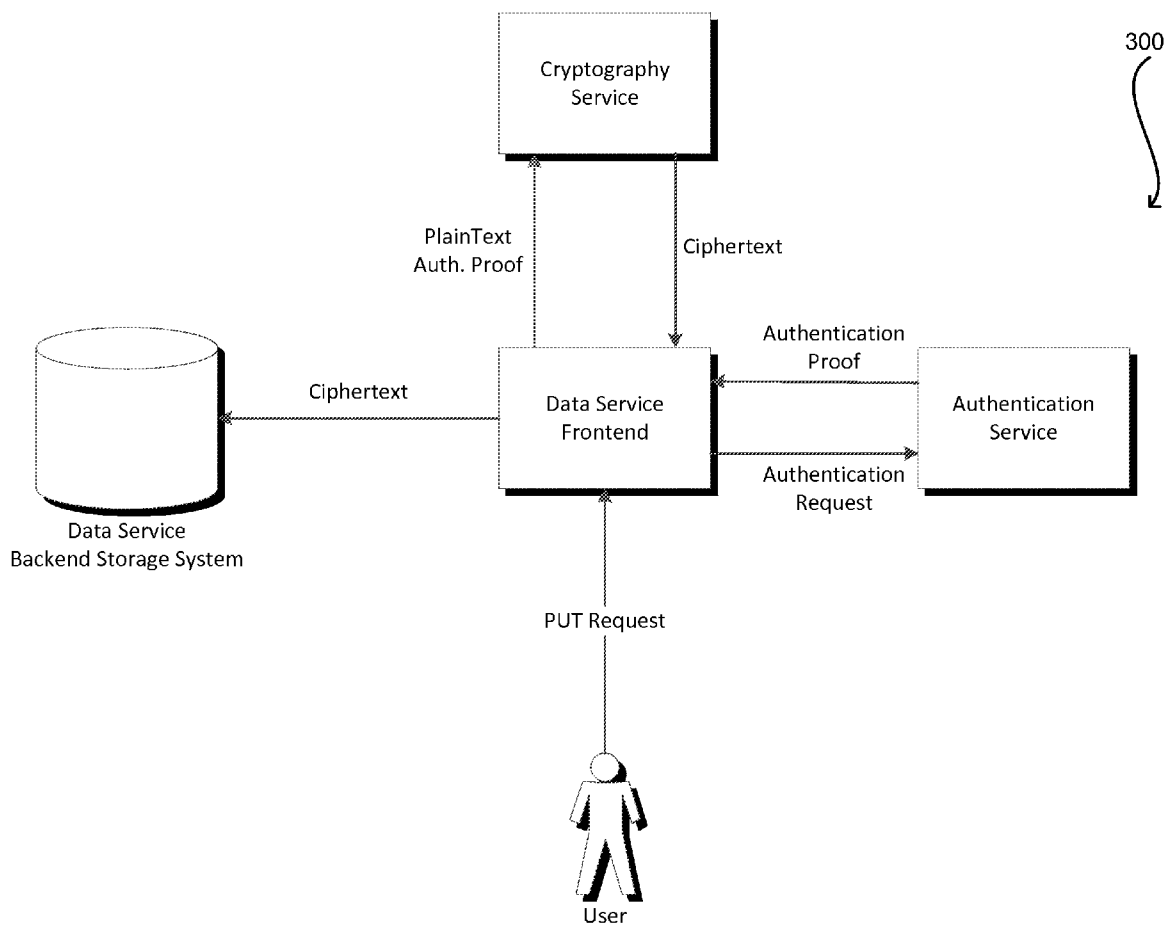 Cryptography
Service
300
PlainText
Auth. Proof
Ciphertext
Authentication
Proof
Ciphertext
Data Service
Frontend
Authentication
Service
Authentication
Request
Data Service
Backend Storage System
PUT Request
User